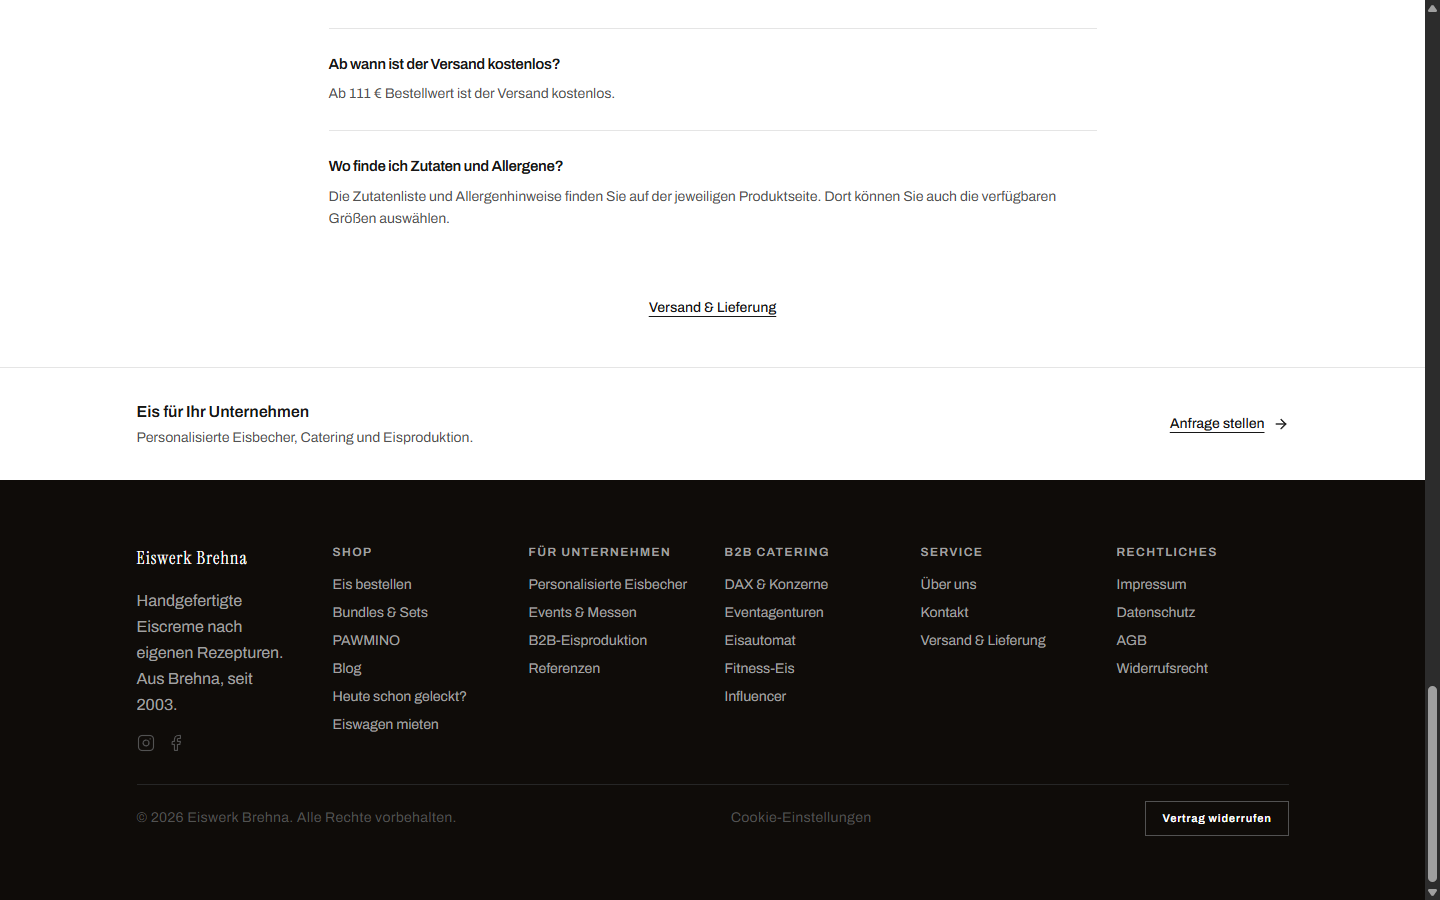 Ab wann ist der Versand kostenlos?
Ab 111 € Bestellwert ist der Versand kostenlos.
Wo finde ich Zutaten und Allergene?
Die Zutatenliste und Allergenhinweise finden Sie auf der jeweiligen Produktseite. Dort können Sie auch die verfügbaren
Größen auswählen.
Versand & Lieferung
Eis für Ihr Unternehmen
Personalisierte Eisbecher, Catering und Eisproduktion.
Anfrage stellen
Eiswerk Brehna
Handgefertigte
Eiscreme nach
eigenen Rezepturen.
Aus Brehna, seit
2003.
SHOP
Eis bestellen
Bundles & Sets
PAWMINO
Blog
Heute schon geleckt?
Eiswagen mieten
FÜR UNTERNEHMEN
Personalisierte Eisbecher
Events & Messen
B2B-Eisproduktion
Referenzen
B2B CATERING
DAX & Konzerne
Eventagenturen
Eisautomat
Fitness-Eis
Influencer
SERVICE
Über uns
Kontakt
Versand & Lieferung
RECHTLICHES
Impressum
Datenschutz
AGB
Widerrufsrecht
© 2026 Eiswerk Brehna. Alle Rechte vorbehalten.
Cookie-Einstellungen
Vertrag widerrufen